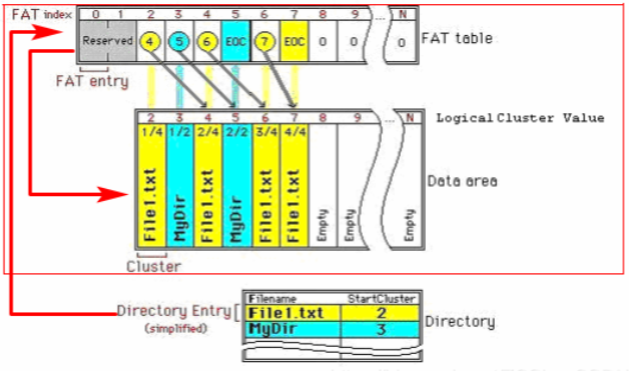 FAT index 0 1 2 3 4 5 6 7 8 9 ... N
Reserved 4 5 6 EOC 7 EOC 0 0 0 FAT table
FAT entry
2 3 4 5 6 7 8 9 ... N Logical Cluster Value
1/4 1/2 2/4 2/2 3/4 4/4
File1.txt MyDir File1.txt MyDir File1.txt File1.txt Empty Empty Empty Data area
Cluster
Filename StartCluster
Directory Entry File1.txt 2 Directory
(simplified) MyDir 3